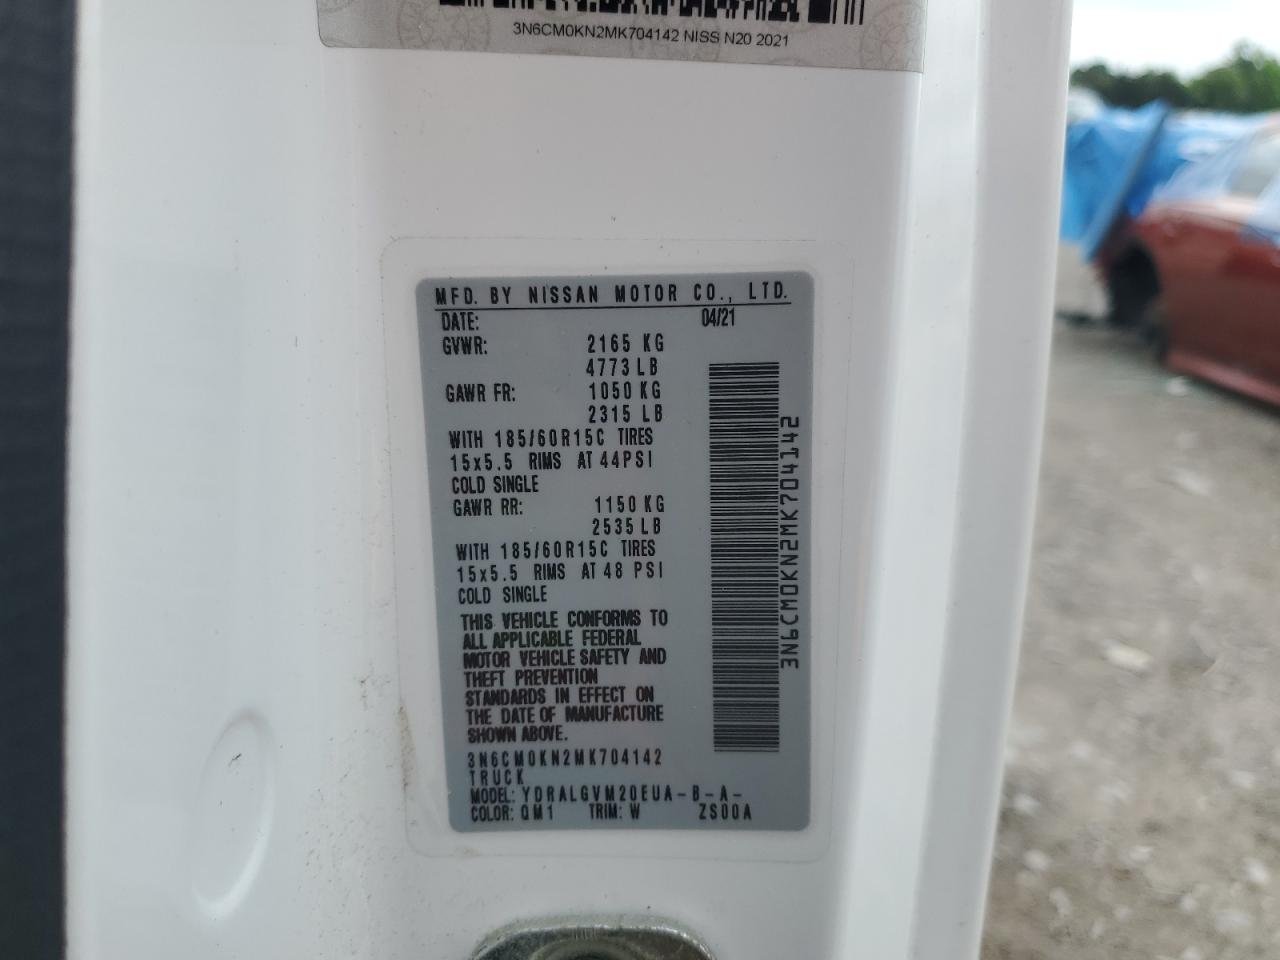 3N6CM0KN2MK704142 NISS N20 2021
MFD. BY NISSAN MOTOR CO., LTD.
DATE: 04/21
GVWR: 2165 KG
4773 LB
GAWR FR: 1050 KG
2315 LB
WITH 185/60R15C TIRES
15x5.5 RIMS AT 44PSI
COLD SINGLE
GAWR RR: 1150 KG
2535 LB
WITH 185/60R15C TIRES
15x5.5 RIMS AT 48 PSI
COLD SINGLE
THIS VEHICLE CONFORMS TO
ALL APPLICABLE FEDERAL
MOTOR VEHICLE SAFETY AND
THEFT PREVENTION
STANDARDS IN EFFECT ON
THE DATE OF MANUFACTURE
SHOWN ABOVE.
3N6CM0KN2MK704142
TRUCK
MODEL: YDRALGVM20EUA-B-A-
COLOR: QM1 TRIM: W ZS00A
3N6CM0KN2MK704142